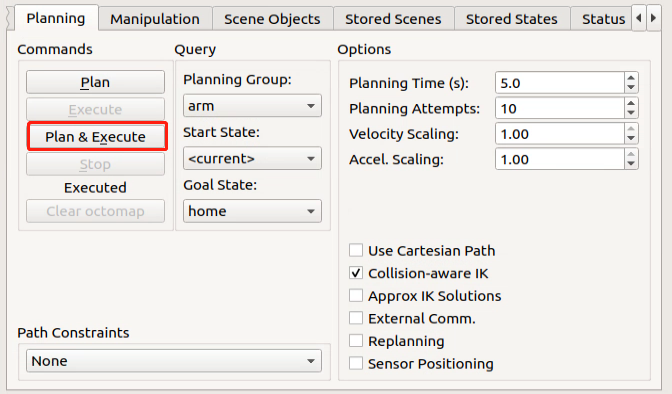 Planning Manipulation Scene Objects Stored Scenes Stored States Status
Commands
Plan
Execute
Plan & Execute
Stop
Executed
Clear octomap
Query
Planning Group:
arm
Start State:
<current>
Goal State:
home
Options
Planning Time (s): 5.0
Planning Attempts: 10
Velocity Scaling: 1.00
Accel. Scaling: 1.00
Use Cartesian Path
Collision-aware IK
Approx IK Solutions
External Comm.
Replanning
Sensor Positioning
Path Constraints
None